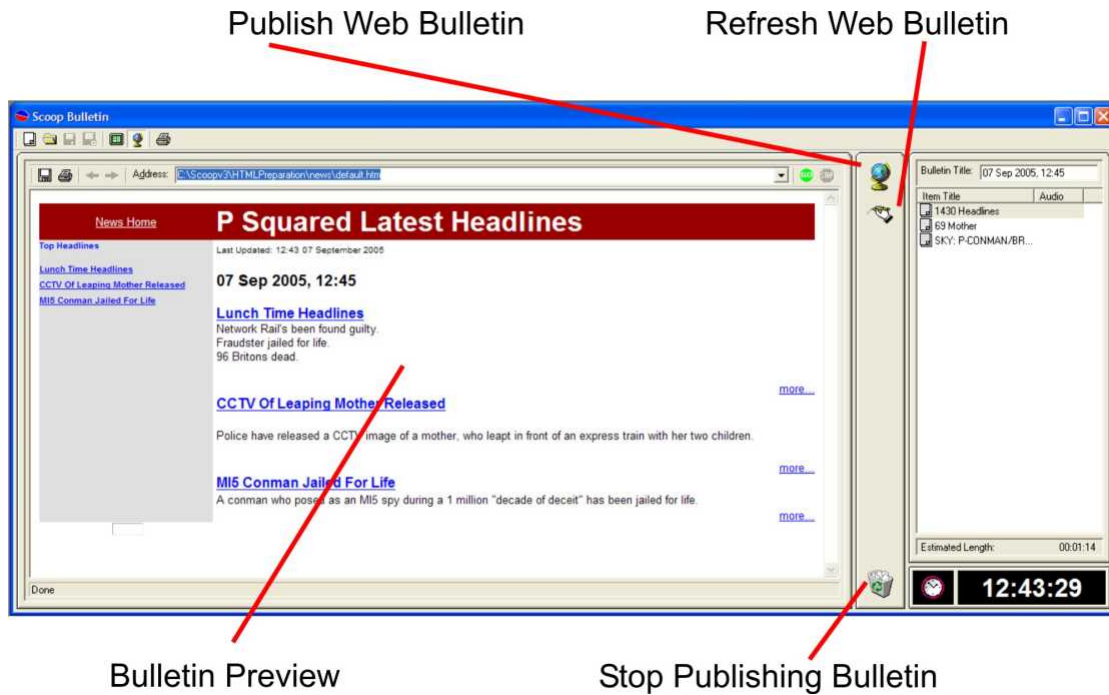 Publish Web Bulletin
Refresh Web Bulletin
Scoop Bulletin
Address: C:\Scoopv3\HTMLPreparation\news\default.htm
Bulletin Title: 07 Sep 2005, 12:45
Item Title Audio
1430 Headlines
69 Mother
SKY: P-CONMAN/BR...
News Home
P Squared Latest Headlines
Top Headlines
Lunch Time Headlines
CCTV Of Leaping Mother Released
MI5 Conman Jailed For Life
Last Updated: 12:43 07 September 2005
07 Sep 2005, 12:45
Lunch Time Headlines
Network Rail's been found guilty.
Fraudster jailed for life.
96 Britons dead.
more...
CCTV Of Leaping Mother Released
Police have released a CCTV image of a mother, who leapt in front of an express train with her two children.
more...
MI5 Conman Jailed For Life
A conman who posed as an MI5 spy during a 1 million "decade of deceit" has been jailed for life.
more...
Estimated Length: 00:01:14
Done
12:43:29
Bulletin Preview
Stop Publishing Bulletin